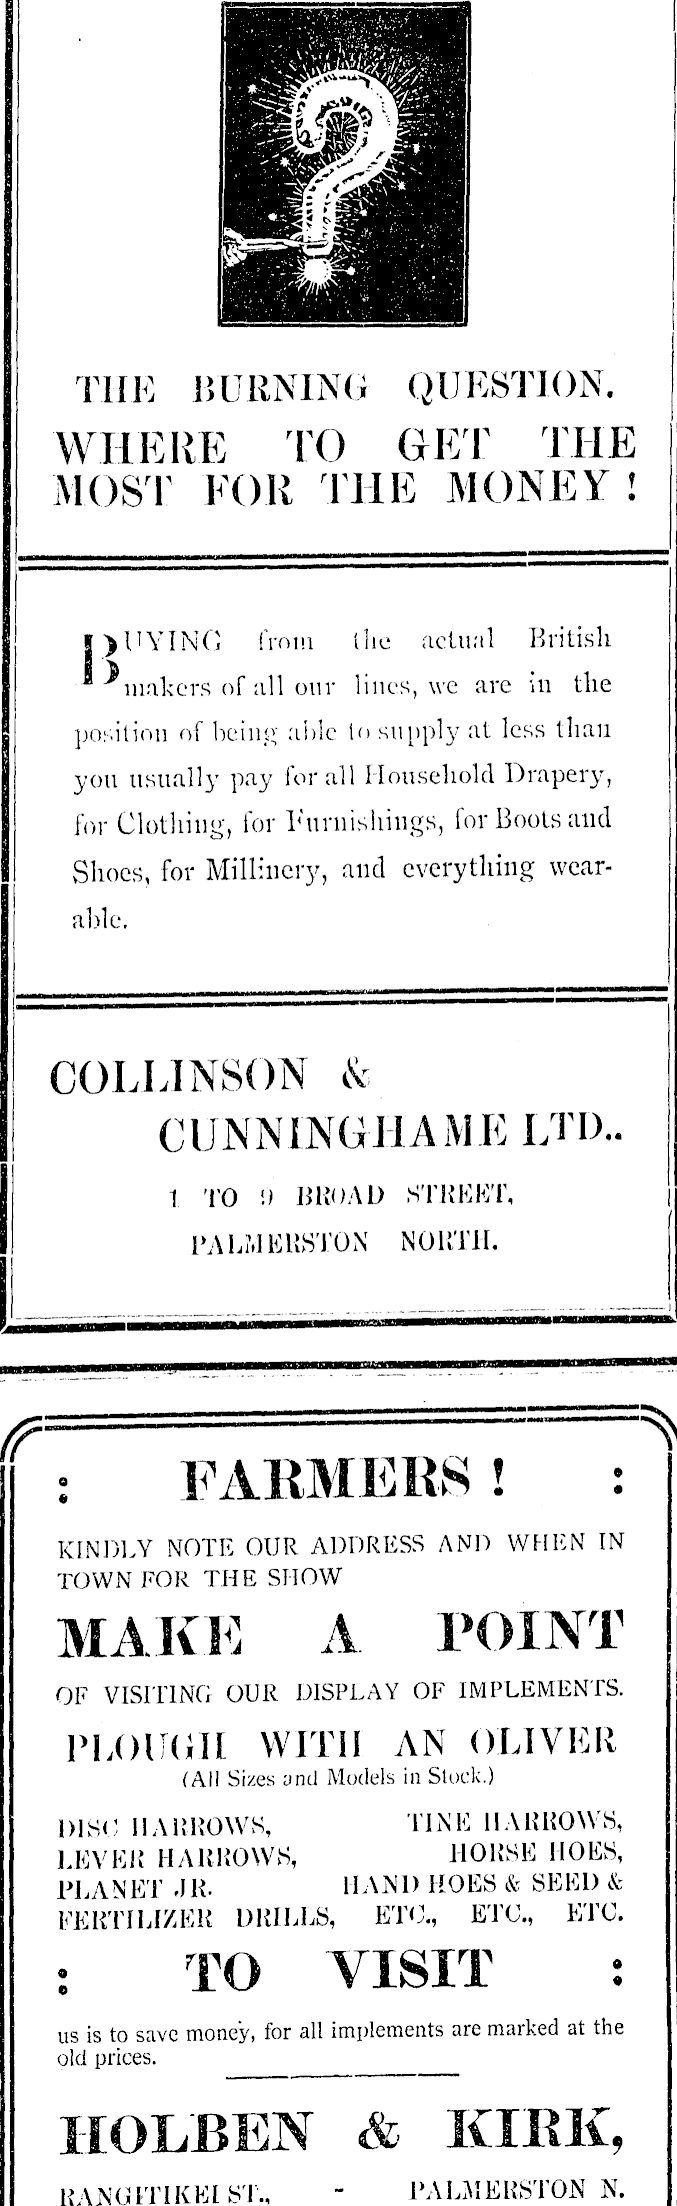 THE BURNING QUESTION.
WHERE TO GET THE
MOST FOR THE MONEY!
BUYING from the actual British
makers of all our lines, we are in the
position of being able to supply at less than
you usually pay for all Household Drapery,
for Clothing, for Furnishings, for Boots and
Shoes, for Millinery, and everything wear-
able.
COLLINSON &
CUNNINGHAME LTD..
1 TO 9 BROAD STREET,
PALMERSTON NORTH.
: FARMERS! :
KINDLY NOTE OUR ADDRESS AND WHEN IN
TOWN FOR THE SHOW
MAKE A POINT
OF VISITING OUR DISPLAY OF IMPLEMENTS.
PLOUGH WITH AN OLIVER
(All Sizes and Models in Stock.)
DISC HARROWS, TINE HARROWS,
LEVER HARROWS, HORSE HOES,
PLANET JR. HAND HOES & SEED &
FERTILIZER DRILLS, ETC., ETC., ETC.
: TO VISIT :
us is to save money, for all implements are marked at the
old prices.
HOLBEN & KIRK,
RANGITIKEI ST., - PALMERSTON N.